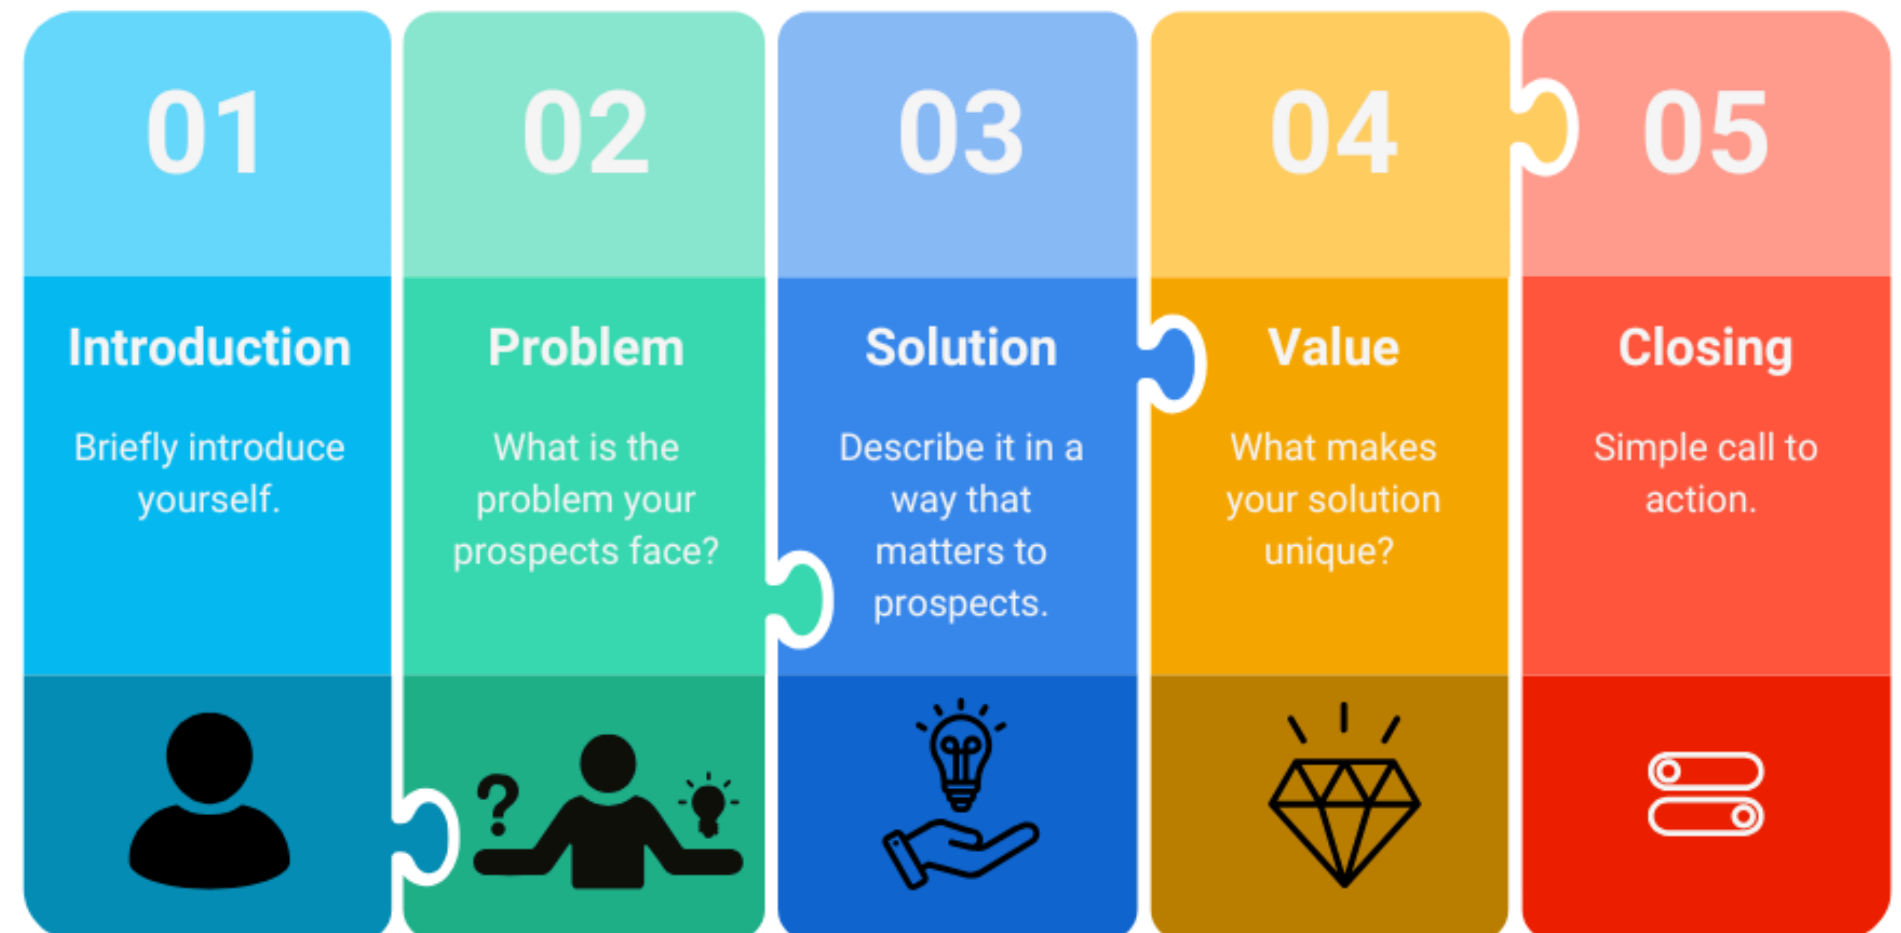 01
Introduction
Briefly introduce
yourself.
02
Problem
What is the
problem your
prospects face?
?
03
Solution
Describe it in a
way that
matters to
prospects.
04
Value
What makes
your solution
unique?
05
Closing
Simple call to
action.